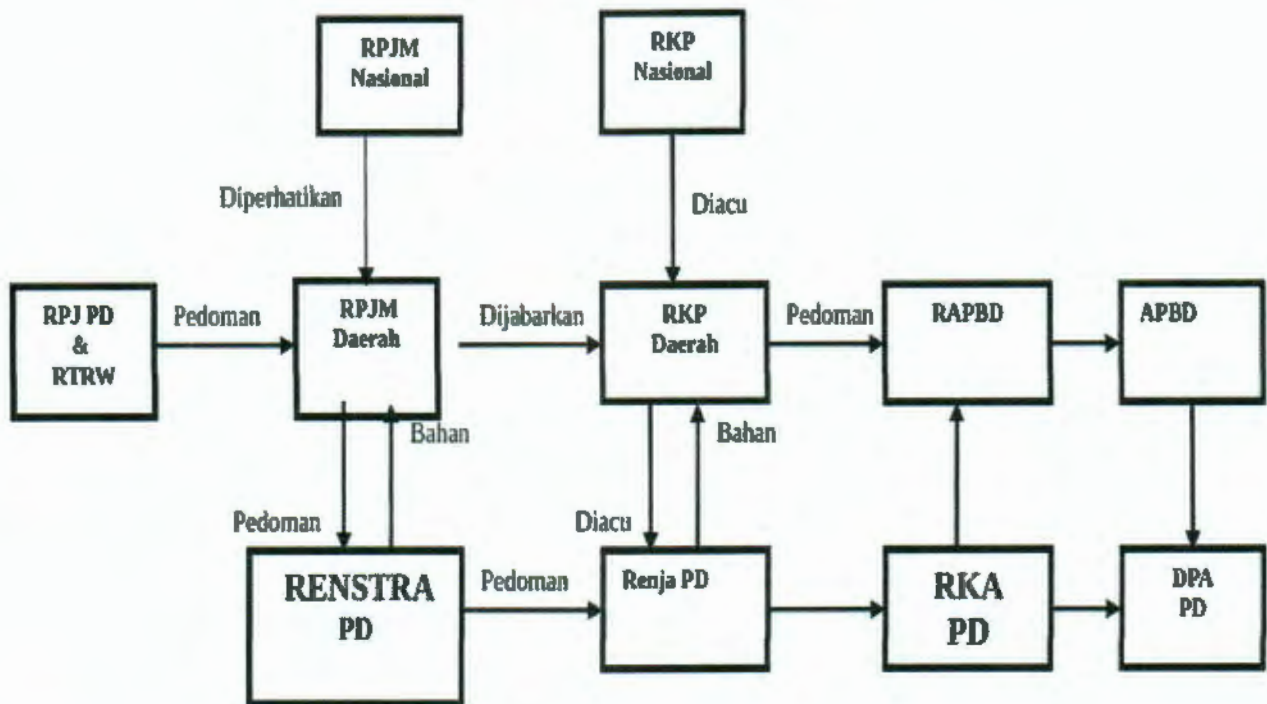 RPJM
Nasional
RKP
Nasional
Diperhatikan
Diacu
RPJ PD
&
RTRW
Pedoman
RPJM
Daerah
Dijabarkan
RKP
Daerah
Pedoman
RAPBD
APBD
Bahan
Bahan
Pedoman
Diacu
RENSTRA
PD
Pedoman
Renja PD
RKA
PD
DPA
PD